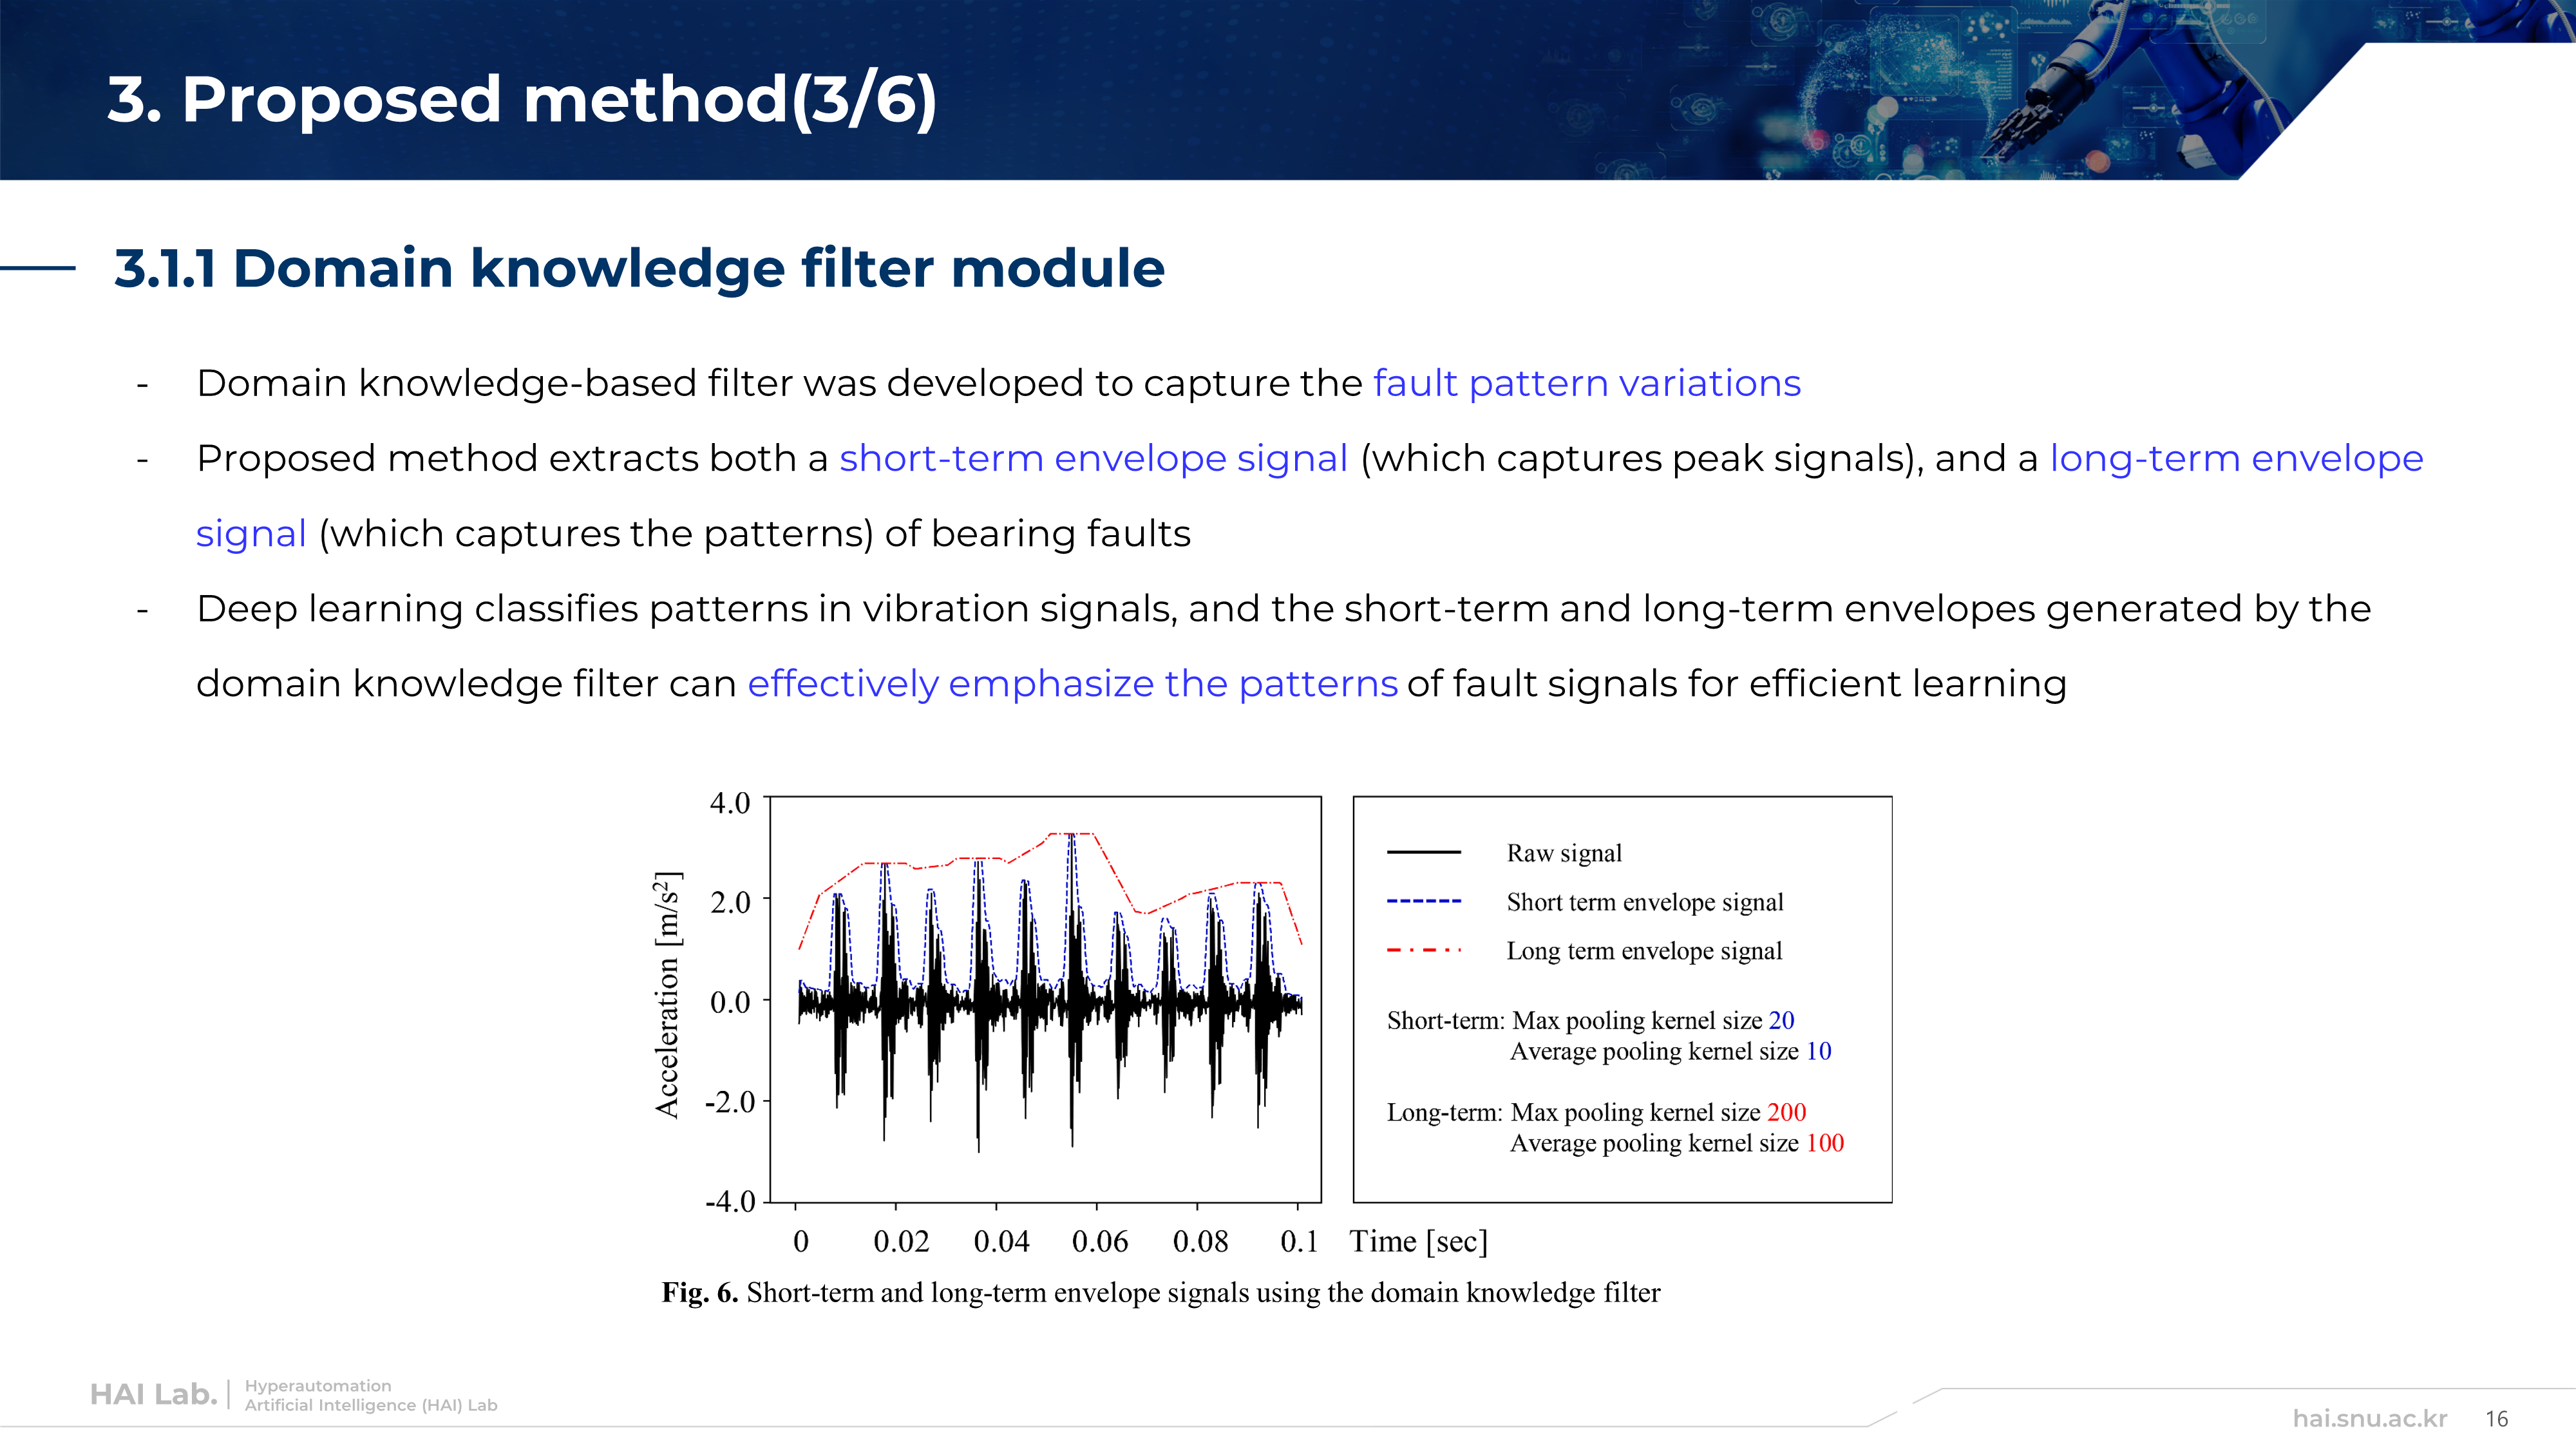 3. Proposed method(3/6)
3.1.1 Domain knowledge filter module
- Domain knowledge-based filter was developed to capture the fault pattern variations
- Proposed method extracts both a short-term envelope signal (which captures peak signals), and a long-term envelope
signal (which captures the patterns) of bearing faults
- Deep learning classifies patterns in vibration signals, and the short-term and long-term envelopes generated by the
domain knowledge filter can effectively emphasize the patterns of fault signals for efficient learning
Acceleration [m/s²]
4.0
2.0
0.0
-2.0
-4.0
0 0.02 0.04 0.06 0.08 0.1 Time [sec]
Raw signal
Short term envelope signal
Long term envelope signal
Short-term: Max pooling kernel size 20
Average pooling kernel size 10
Long-term: Max pooling kernel size 200
Average pooling kernel size 100
Fig. 6. Short-term and long-term envelope signals using the domain knowledge filter
HAI Lab.
Hyperautomation
Artificial Intelligence (HAI) Lab
hai.snu.ac.kr 16